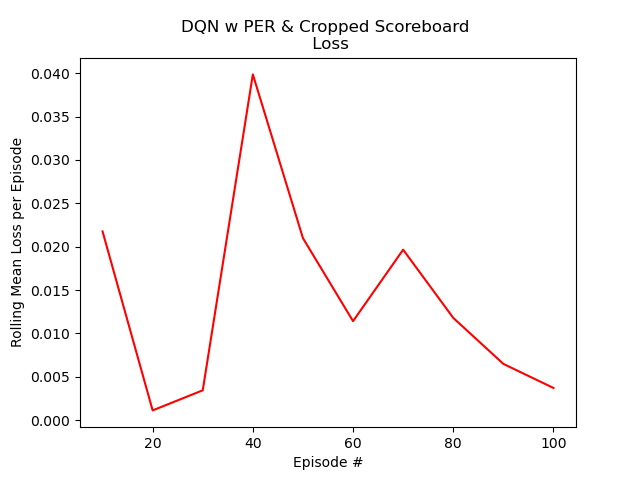 DQN w PER & Cropped Scoreboard
Loss
Rolling Mean Loss per Episode
0.040
0.035
0.030
0.025
0.020
0.015
0.010
0.005
0.000
20 40 60 80 100
Episode #